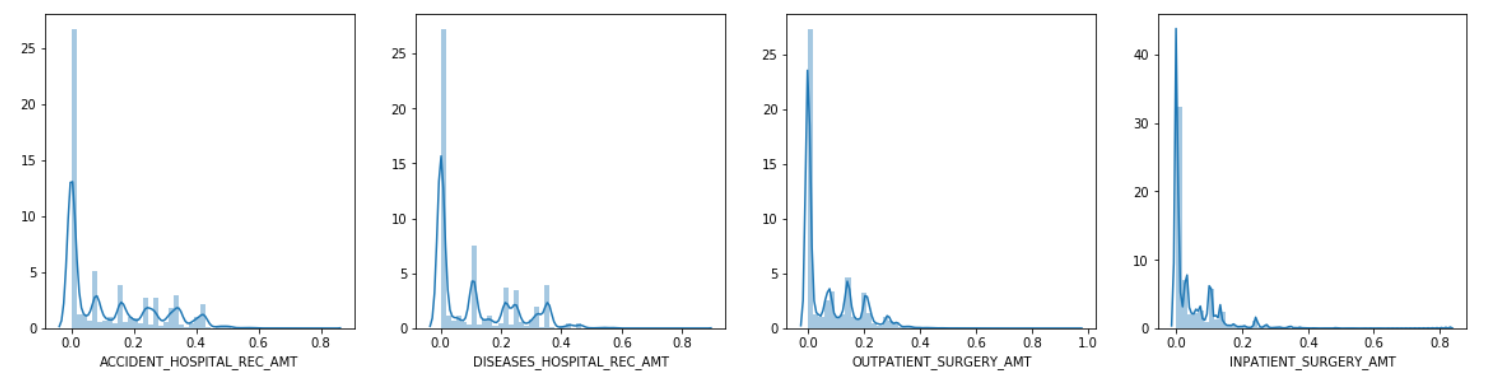 25
20
15
10
5
0
0.0 0.2 0.4 0.6 0.8
ACCIDENT_HOSPITAL_REC_AMT
25
20
15
10
5
0
0.0 0.2 0.4 0.6 0.8
DISEASES_HOSPITAL_REC_AMT
25
20
15
10
5
0
0.0 0.2 0.4 0.6 0.8 1.0
OUTPATIENT_SURGERY_AMT
40
30
20
10
0
0.0 0.2 0.4 0.6 0.8
INPATIENT_SURGERY_AMT